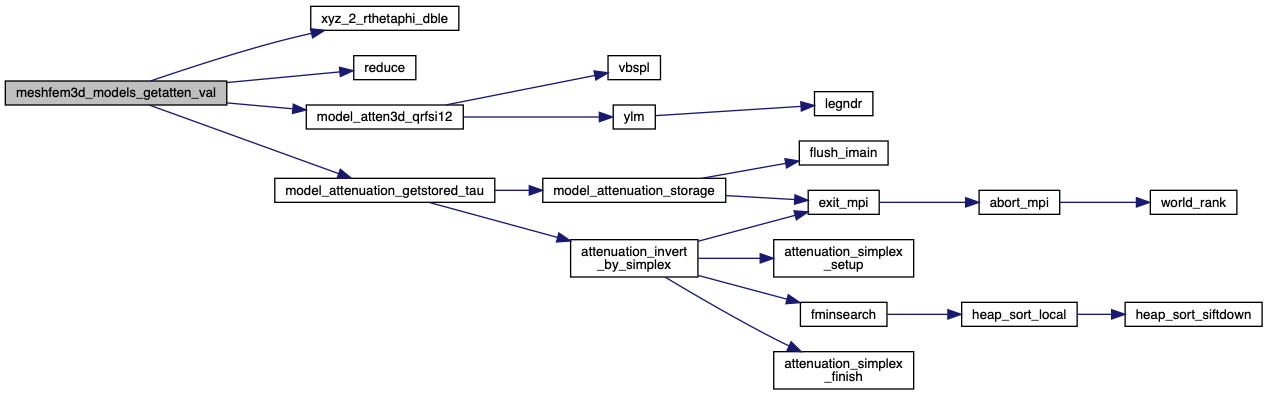 xyz_2_rthetaphi_dble
reduce
vbspl
meshfem3d_models_getatten_val
model_atten3d_qrfsi12
ylm
legndr
flush_imain
model_attenuation_getstored_tau
model_attenuation_storage
exit_mpi
abort_mpi
world_rank
attenuation_invert
_by_simplex
attenuation_simplex
_setup
fminsearch
heap_sort_local
heap_sort_siftdown
attenuation_simplex
_finish